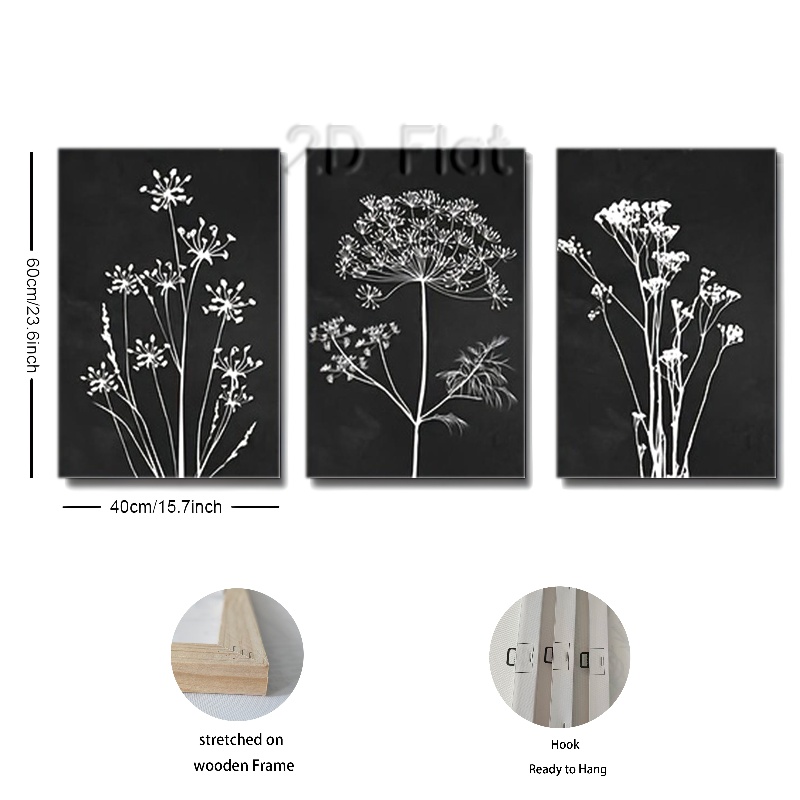 2D Flat
60cm/23.6inch
40cm/15.7inch
stretched on
wooden Frame
Hook
Ready to Hang